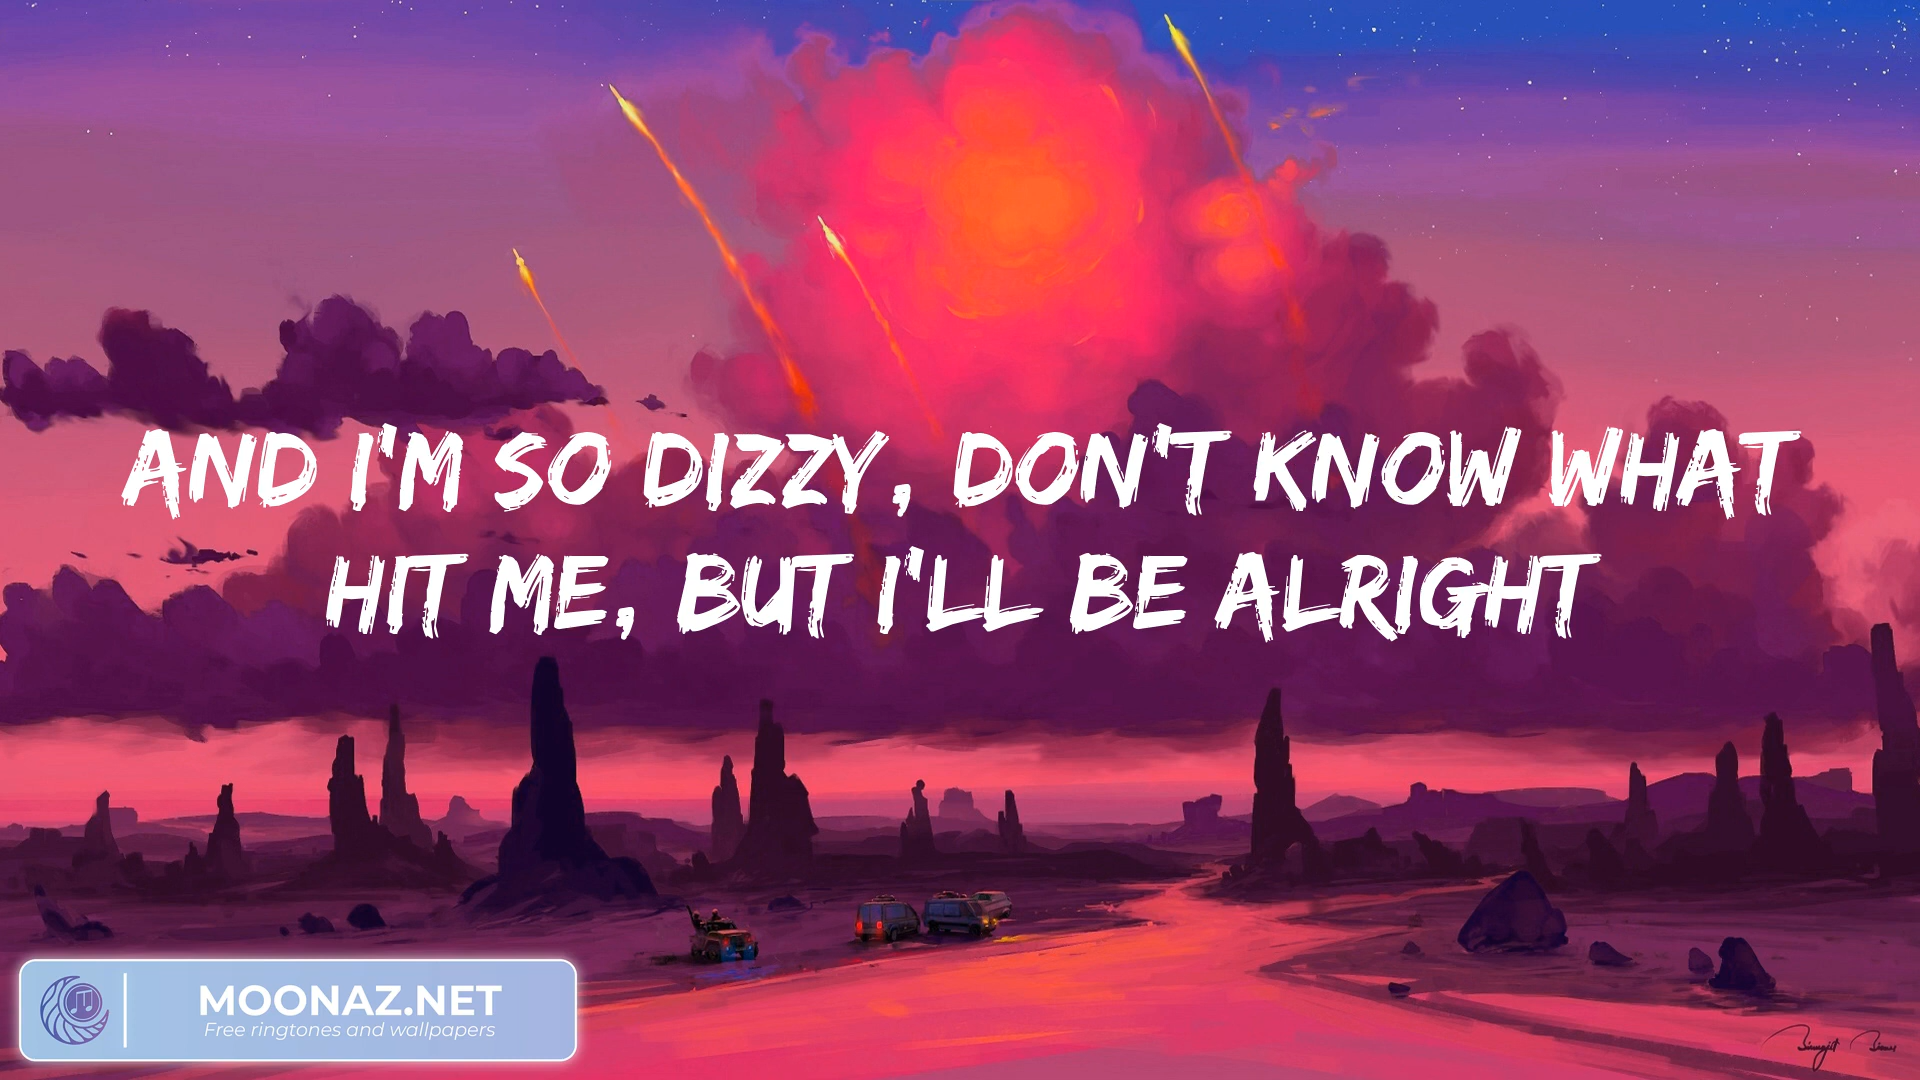 AND I'M SO DIZZY, DON'T KNOW WHAT
HIT ME, BUT I'LL BE ALRIGHT
MOONAZ.NET
Free ringtones and wallpapers